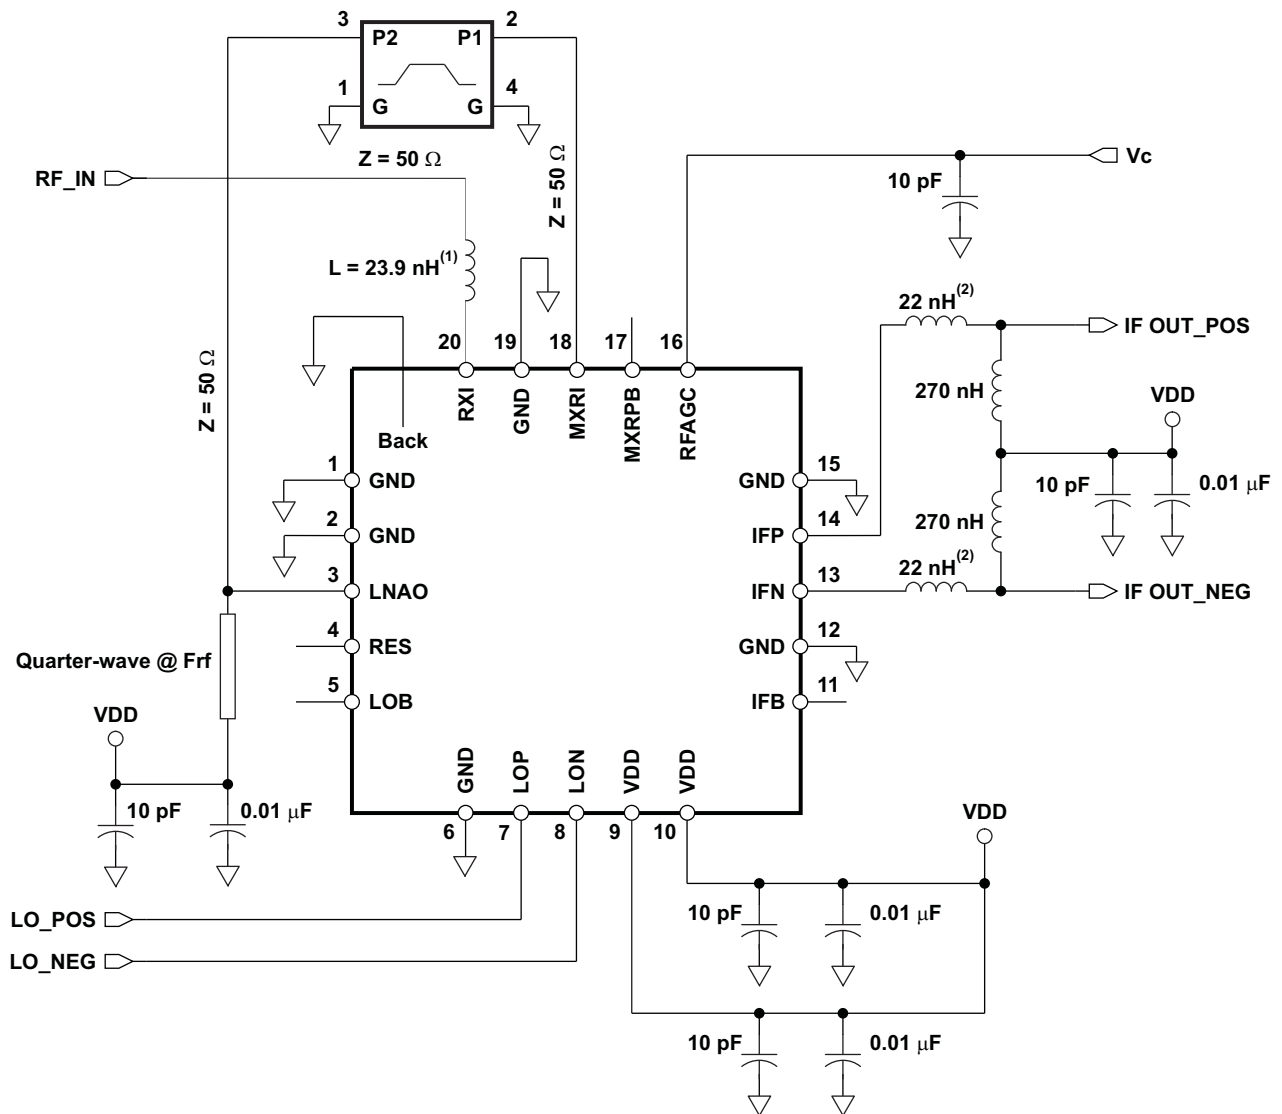 3
2
P2
P1
1
4
G
G
Z = 50 Ω
Z = 50 Ω
Z = 50 Ω
RF_IN
Vc
10 pF
L = 23.9 nH(1)
22 nH(2)
IF OUT_POS
20
19
18
17
16
RXI
GND
MXRI
MXRPB
RFAGC
270 nH
VDD
Back
1
GND
15
GND
10 pF
0.01 μF
2
GND
14
IFP
270 nH
3
LNAO
13
IFN
22 nH(2)
IF OUT_NEG
4
RES
12
GND
Quarter-wave @ Frf
5
LOB
11
IFB
VDD
GND
LOP
LON
VDD
VDD
10 pF
0.01 μF
6
7
8
9
10
VDD
LO_POS
10 pF
0.01 μF
LO_NEG
10 pF
0.01 μF